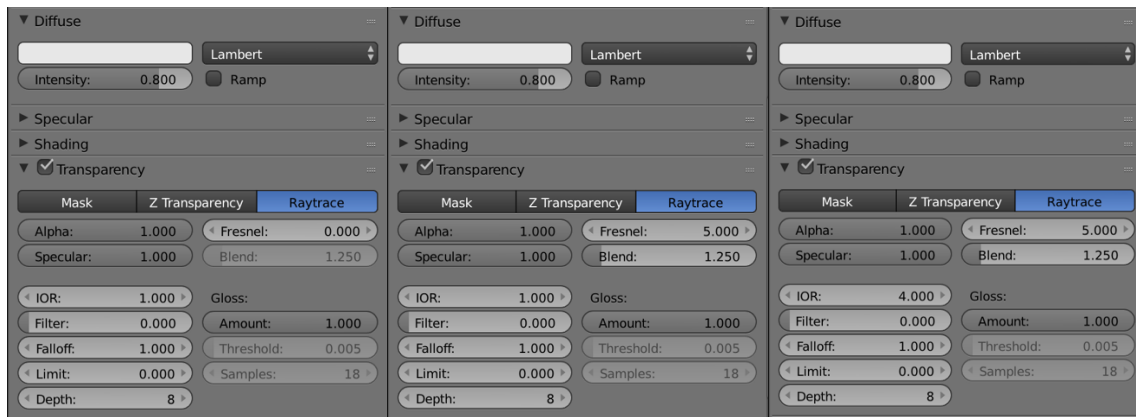 Diffuse
Lambert
Intensity: 0.800 Ramp
Specular
Shading
Transparency
Mask Z Transparency Raytrace
Alpha: 1.000 Fresnel: 0.000
Specular: 1.000 Blend: 1.250
IOR: 1.000 Gloss:
Filter: 0.000 Amount: 1.000
Falloff: 1.000 Threshold: 0.005
Limit: 0.000 Samples: 18
Depth: 8
Diffuse
Lambert
Intensity: 0.800 Ramp
Specular
Shading
Transparency
Mask Z Transparency Raytrace
Alpha: 1.000 Fresnel: 5.000
Specular: 1.000 Blend: 1.250
IOR: 1.000 Gloss:
Filter: 0.000 Amount: 1.000
Falloff: 1.000 Threshold: 0.005
Limit: 0.000 Samples: 18
Depth: 8
Diffuse
Lambert
Intensity: 0.800 Ramp
Specular
Shading
Transparency
Mask Z Transparency Raytrace
Alpha: 1.000 Fresnel: 5.000
Specular: 1.000 Blend: 1.250
IOR: 4.000 Gloss:
Filter: 0.000 Amount: 1.000
Falloff: 1.000 Threshold: 0.005
Limit: 0.000 Samples: 18
Depth: 8